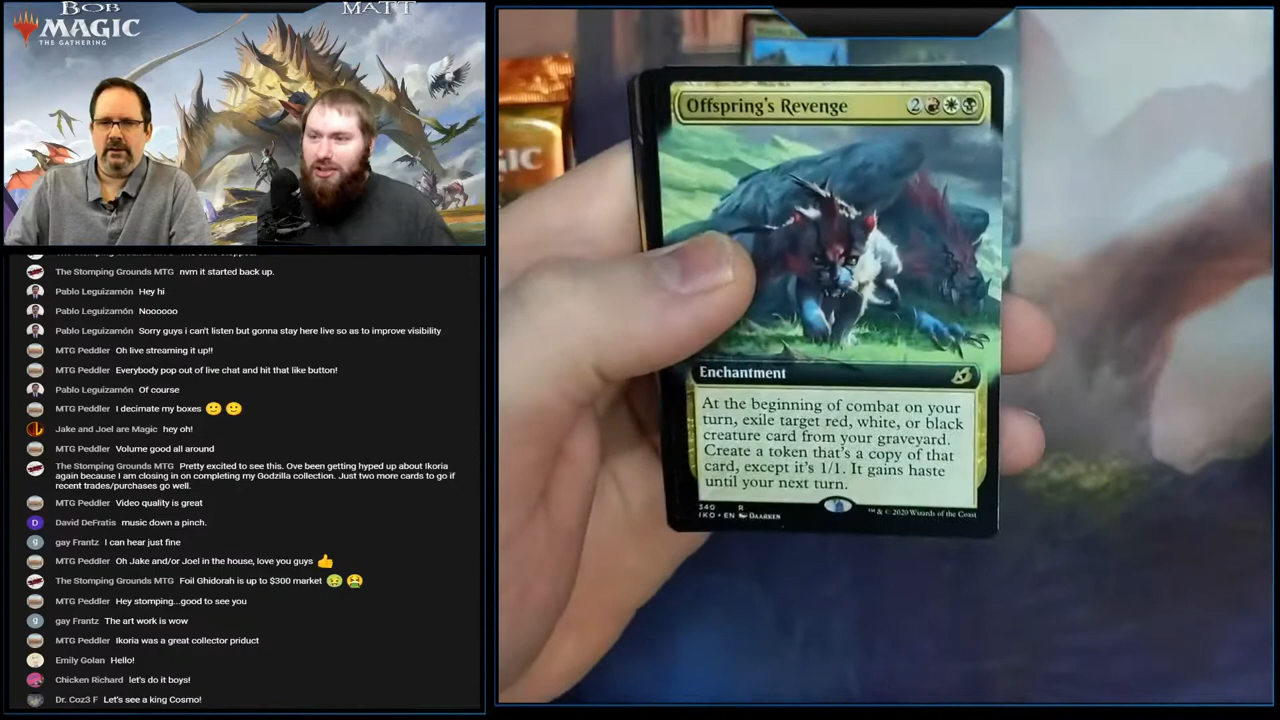 BOB
MAGIC
THE GATHERING
MATT
The Stomping Grounds MTG nvm it started back up.
Pablo Leguizamón Hey hi
Pablo Leguizamón Noooooo
Pablo Leguizamón Sorry guys i can't listen but gonna stay here live so as to improve visibility
MTG Peddler Oh live streaming it up!!
MTG Peddler Everybody pop out of live chat and hit that like button!
Pablo Leguizamón Of course
MTG Peddler I decimate my boxes 🙂 🙂
Jake and Joel are Magic hey oh!
MTG Peddler Volume good all around
The Stomping Grounds MTG Pretty excited to see this. Ove been getting hyped up about Ikoria
again because I am closing in on completing my Godzilla collection. Just two more cards to go if
recent trades/purchases go well.
MTG Peddler Video quality is great
D
David DeFratis music down a pinch.
g
gay Frantz I can hear just fine
MTG Peddler Oh Jake and/or Joel in the house, love you guys 👍
The Stomping Grounds MTG Foil Ghidorah is up to $300 market 🤢 🤮
MTG Peddler Hey stomping...good to see you
g
gay Frantz The art work is wow
MTG Peddler Ikoria was a great collector priduct
Emily Golan Hello!
Chicken Richard let's do it boys!
Dr. Coz3 F Let's see a king Cosmo!
GIC
Offspring's Revenge 2
Enchantment
At the beginning of combat on your
turn, exile target red, white, or black
creature card from your graveyard.
Create a token that's a copy of that
card, except it's 1/1. It gains haste
until your next turn.
340 R
IKO • EN DAARKEN
™ & © 2020 Wizards of the Coast